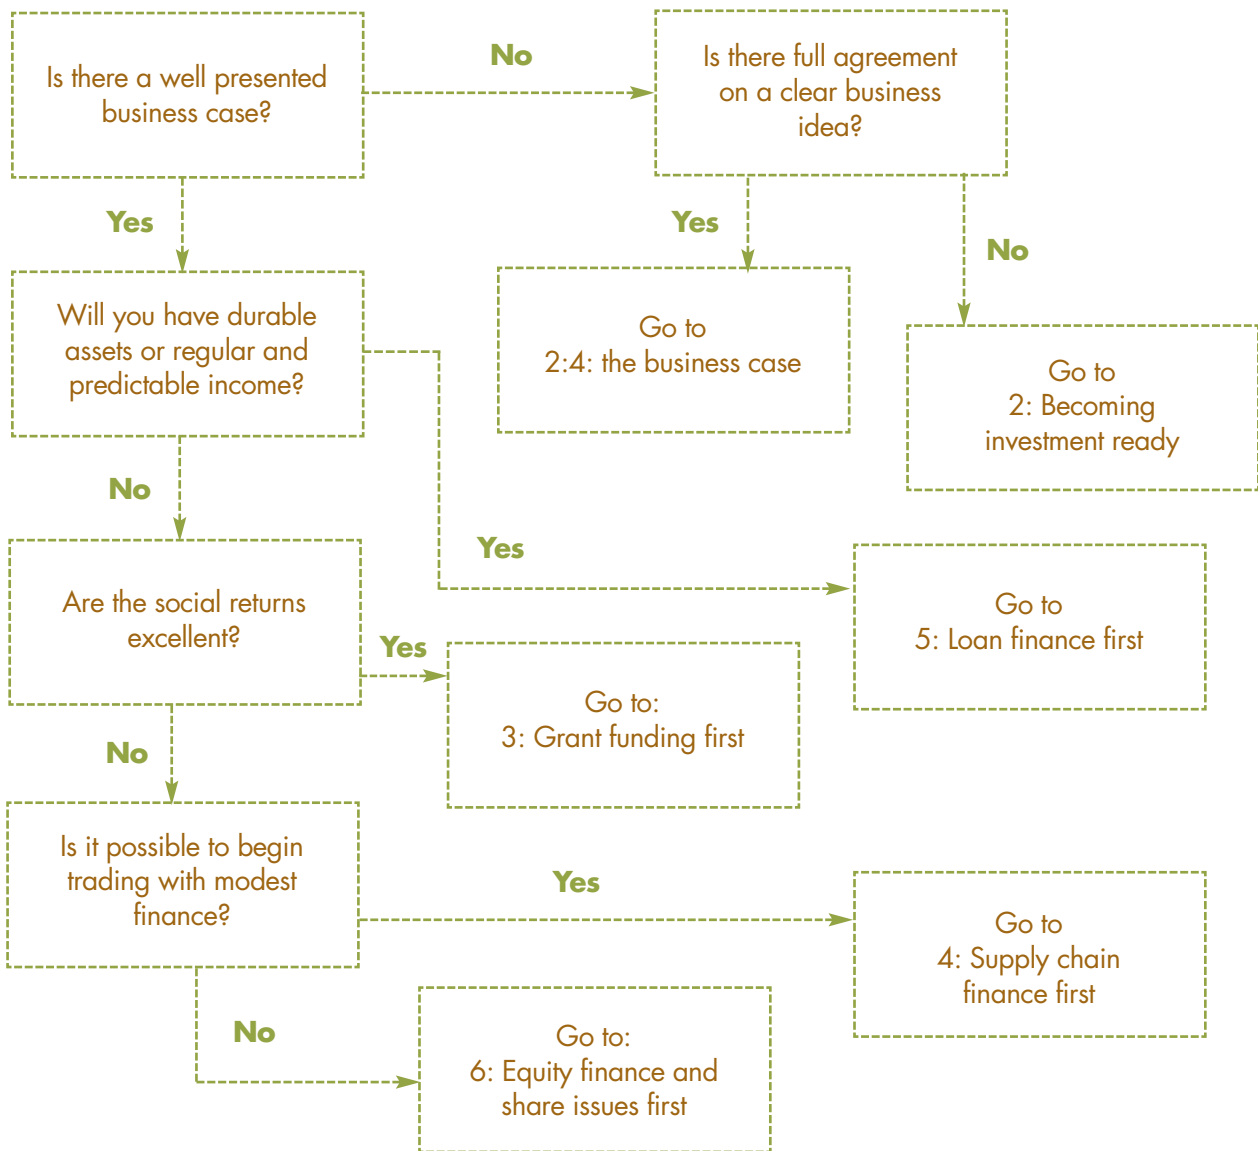 Is there a well presented
business case?
No
Is there full agreement
on a clear business
idea?
Yes
Yes
No
Will you have durable
assets or regular and
predictable income?
Go to
2:4: the business case
Go to
2: Becoming
investment ready
No
Yes
Are the social returns
excellent?
Yes
Go to
5: Loan finance first
Go to:
3: Grant funding first
No
Is it possible to begin
trading with modest
finance?
Yes
Go to
4: Supply chain
finance first
No
Go to:
6: Equity finance and
share issues first